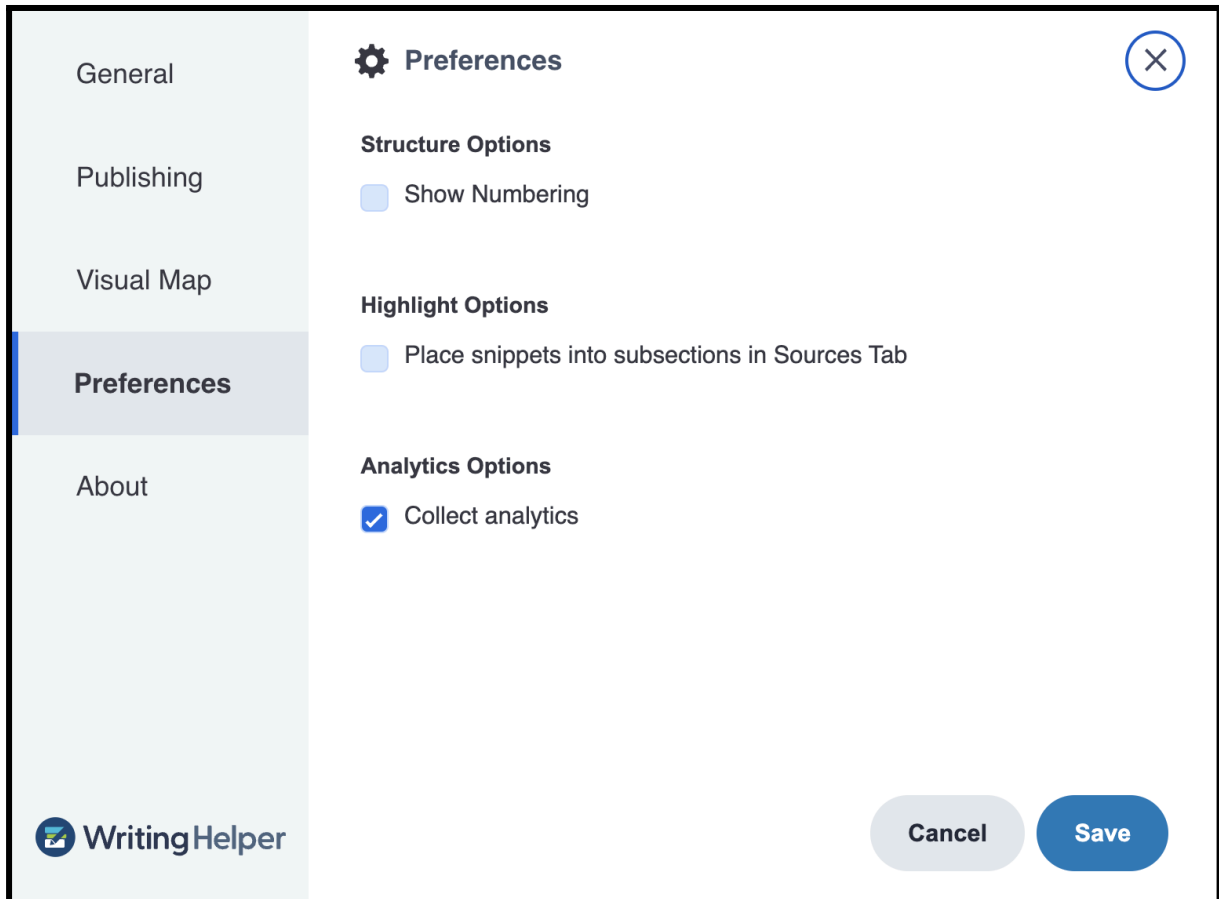 General
Publishing
Visual Map
Preferences
About
WritingHelper
Preferences
Structure Options
Show Numbering
Highlight Options
Place snippets into subsections in Sources Tab
Analytics Options
Collect analytics
Cancel
Save